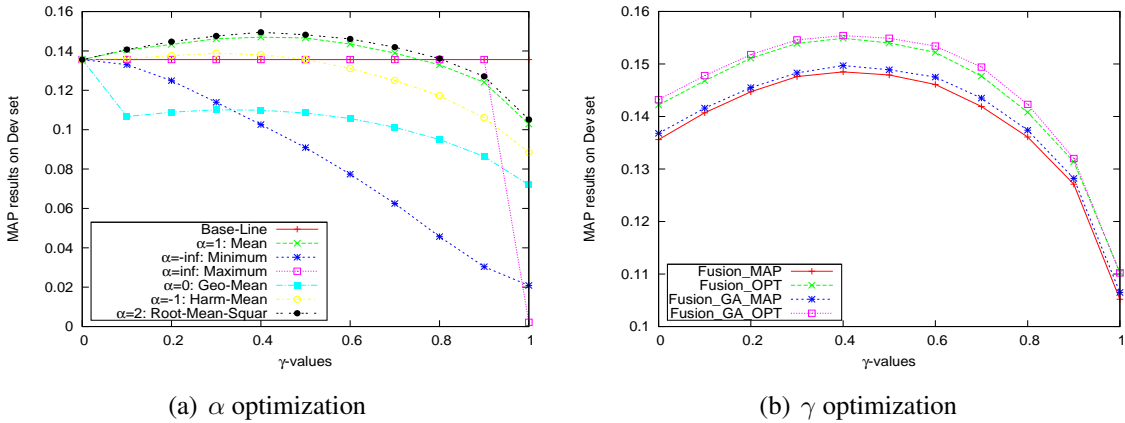 0.16
0.14
0.12
0.1
0.08
0.06
0.04
0.02
0
MAP results on Dev set
Base-Line
α=1: Mean
α=-inf: Minimum
α=inf: Maximum
α=0: Geo-Mean
α=-1: Harm-Mean
α=2: Root-Mean-Squar
0 0.2 0.4 0.6 0.8 1
γ-values
(a) α optimization
0.16
0.15
0.14
0.13
0.12
0.11
0.1
MAP results on Dev set
Fusion_MAP
Fusion_OPT
Fusion_GA_MAP
Fusion_GA_OPT
0 0.2 0.4 0.6 0.8 1
γ-values
(b) γ optimization